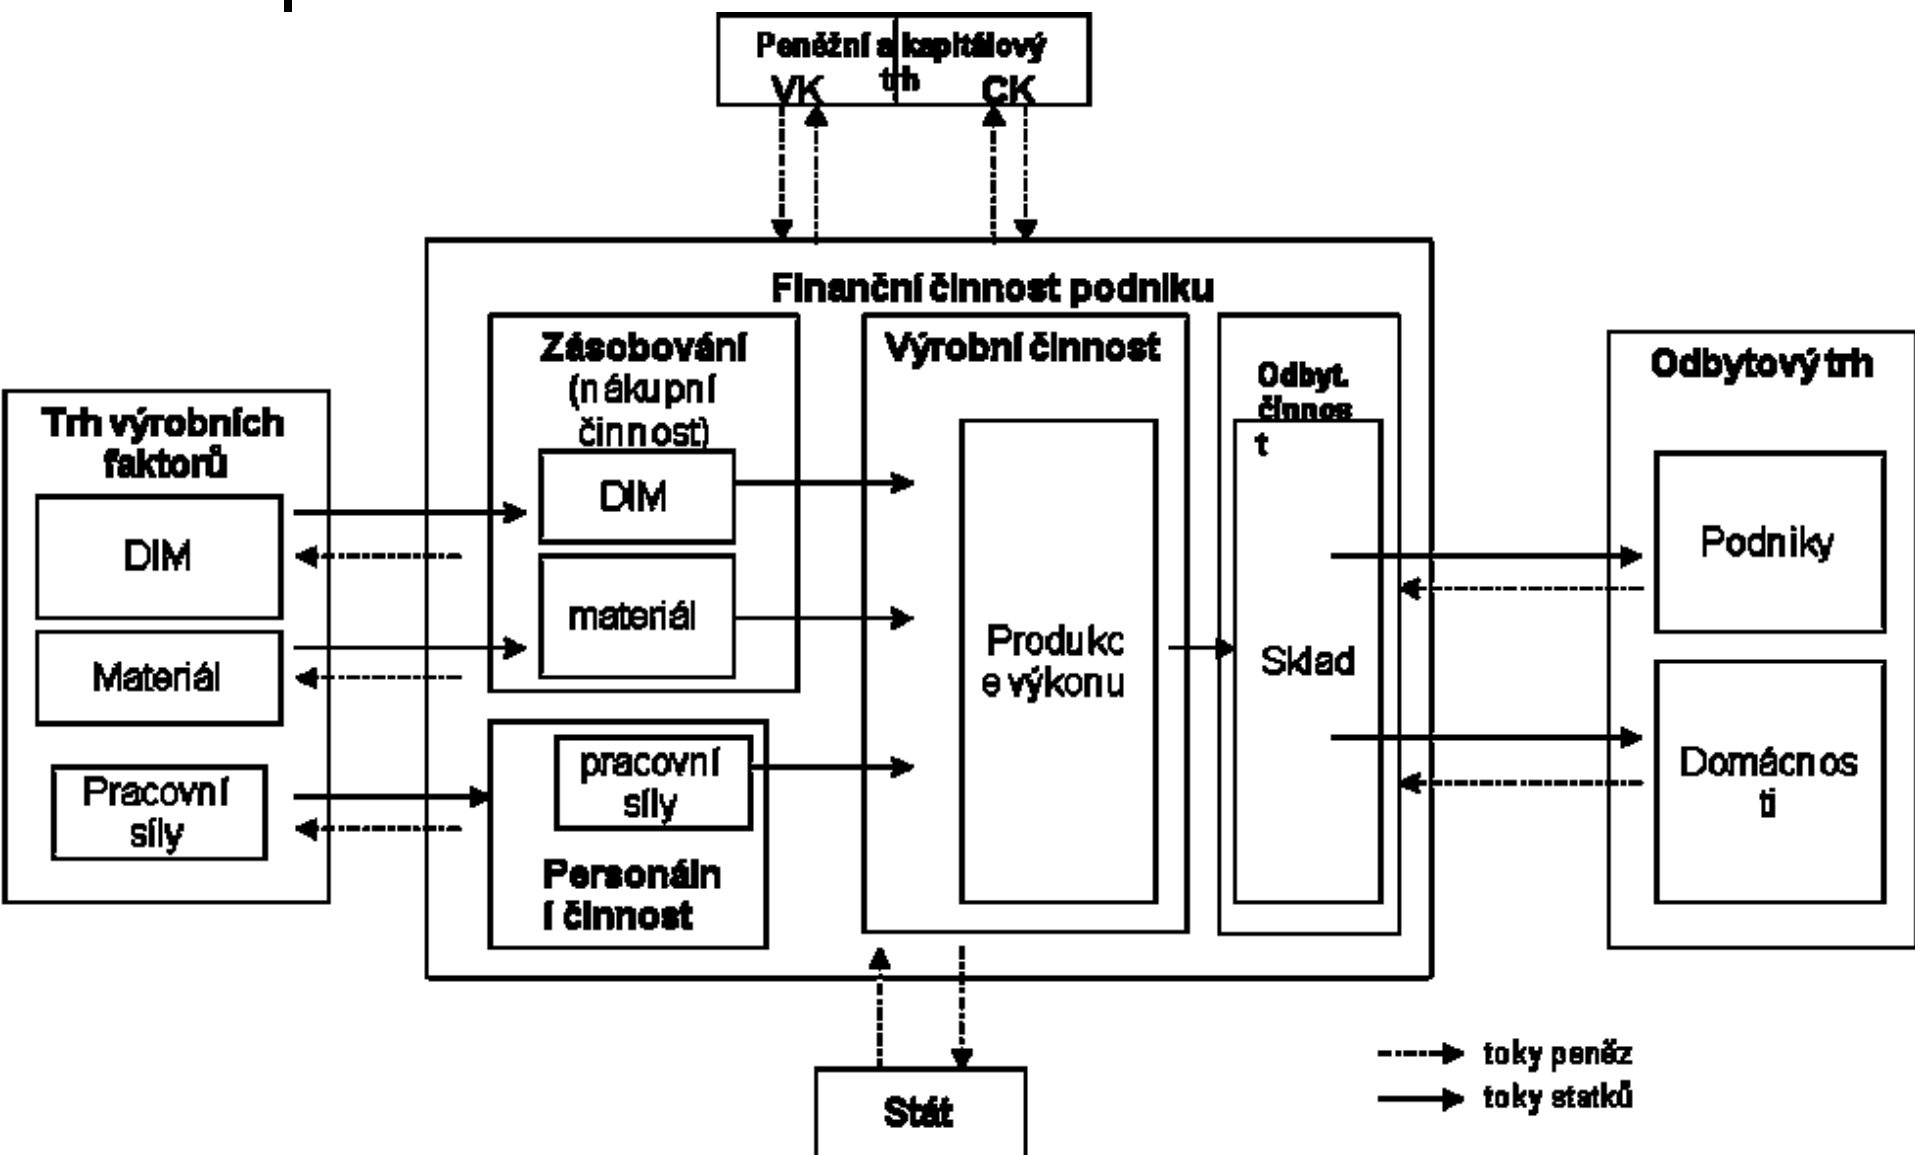 Peněžní a kapitálový
trh
VK
CK
Finanční činnost podniku
Trh výrobních
faktorů
DIM
Materiál
Pracovní
síly
Zásobování
(nákupní
činnost)
DIM
materiál
pracovní
síly
Personáln
í činnost
Výrobní činnost
Produkc
e výkonu
Odbyt.
činnos
t
Sklad
Odbytový trh
Podniky
Domácnos
ti
Stát
toky peněz
toky statků